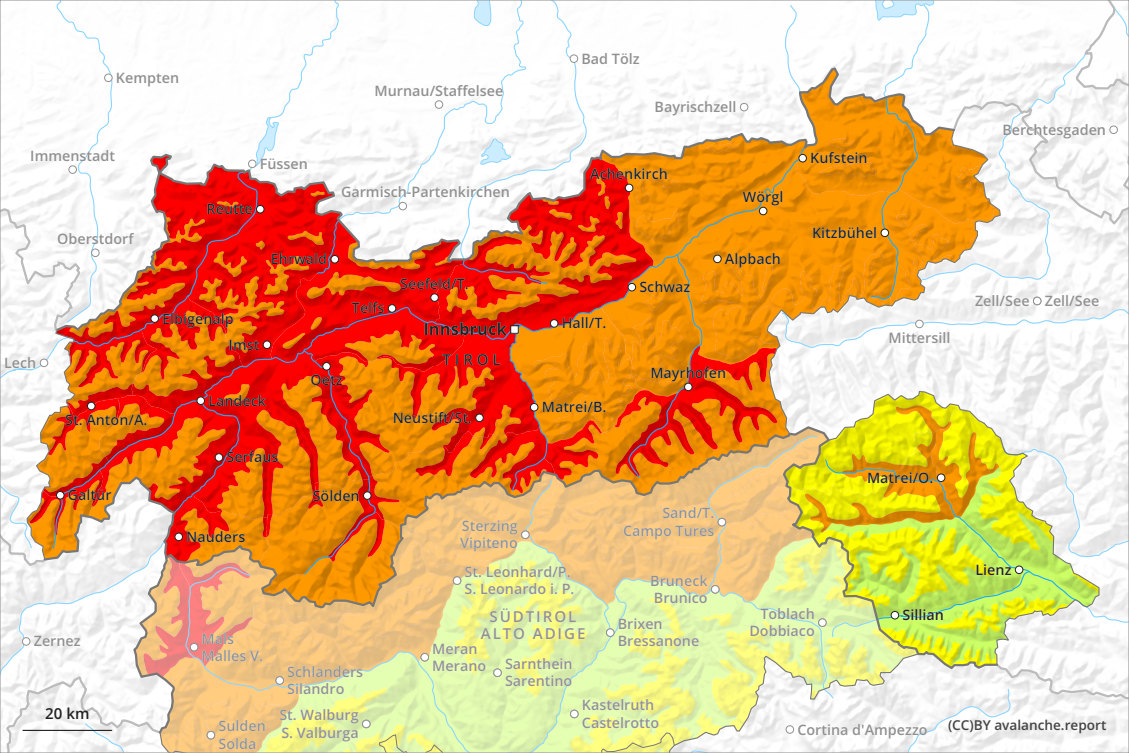 Kempten
Bad Tölz
Murnau/Staffelsee
Bayrischzell
Berchtesgaden
Immenstadt
Füssen
Kufstein
Achenkirch
Garmisch-Partenkirchen
Wörgl
Reutte
Oberstdorf
Kitzbühel
Ehrwald
Alpbach
Seefeld/T.
Schwaz
Zell/See
Zell/See
Telfs
Elbigenalp
Innsbruck
Hall/T.
Mittersill
Imst
TIROL
Lech
Oetz
Mayrhofen
Landeck
Matrei/B.
St. Anton/A.
Neustift/St.
Serfaus
Matrei/O.
Galtür
Sölden
Sand/T.
Campo Tures
Sterzing
Vipiteno
Nauders
St. Leonhard/P.
S. Leonardo i. P.
Lienz
Bruneck
Brunico
SÜDTIROL
ALTO ADIGE
Sillian
Toblach
Dobbiaco
Brixen
Bressanone
Zernez
Mals
Malles V.
Meran
Merano
Sarnthein
Sarentino
Schlanders
Silandro
Kastelruth
Castelrotto
20 km
St. Walburg
S. Valburga
Sulden
Solda
Cortina d'Ampezzo
(CC)BY avalanche.report